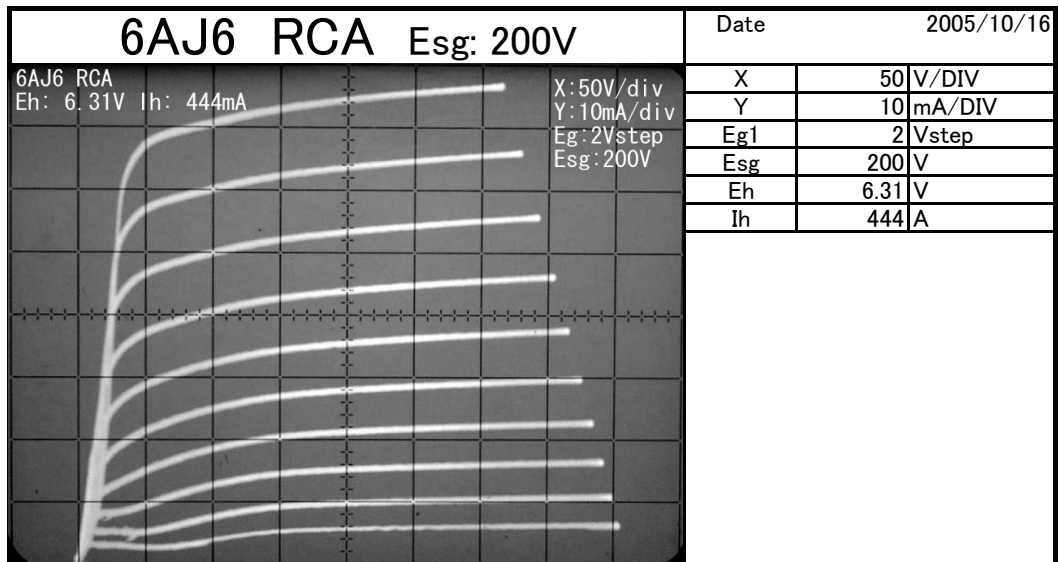 6AJ6 RCA Esg: 200V
Date 2005/10/16
6AJ6 RCA
Eh: 6.31V Ih: 444mA
X:50V/div
Y:10mA/div
Eg:2Vstep
Esg:200V
X 50 V/DIV
Y 10 mA/DIV
Eg1 2 Vstep
Esg 200 V
Eh 6.31 V
Ih 444 A